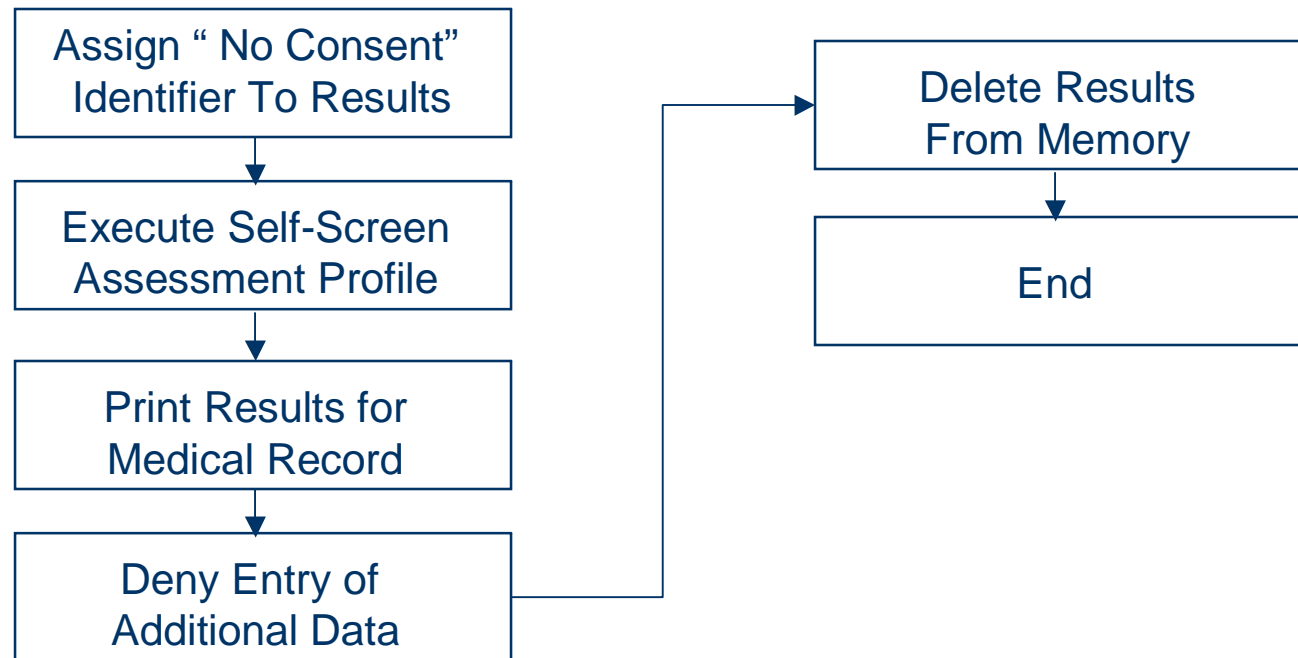 Assign “ No Consent”
Identifier To Results
Execute Self-Screen
Assessment Profile
Print Results for
Medical Record
Deny Entry of
Additional Data
Delete Results
From Memory
End